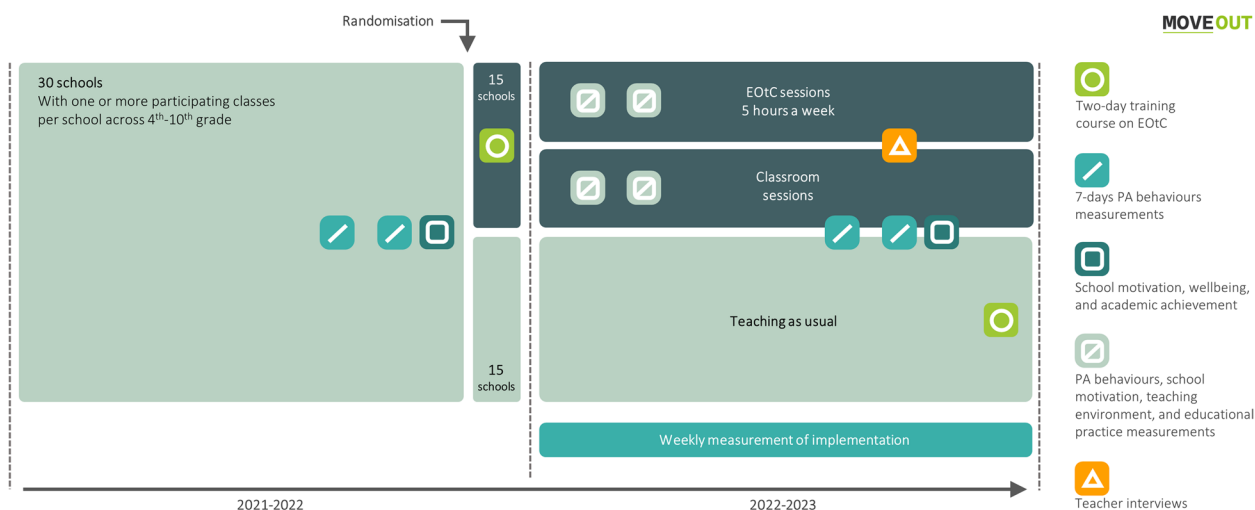 Randomisation
MOVEOUT
30 schools
With one or more participating classes
per school across 4th-10th grade
15
schools
EOtC sessions
5 hours a week
Classroom
sessions
15
schools
Teaching as usual
Weekly measurement of implementation
2021-2022
2022-2023
Two-day training
course on EOtC
7-days PA behaviours
measurements
School motivation, wellbeing,
and academic achievement
PA behaviours, school
motivation, teaching
environment, and educational
practice measurements
Teacher interviews